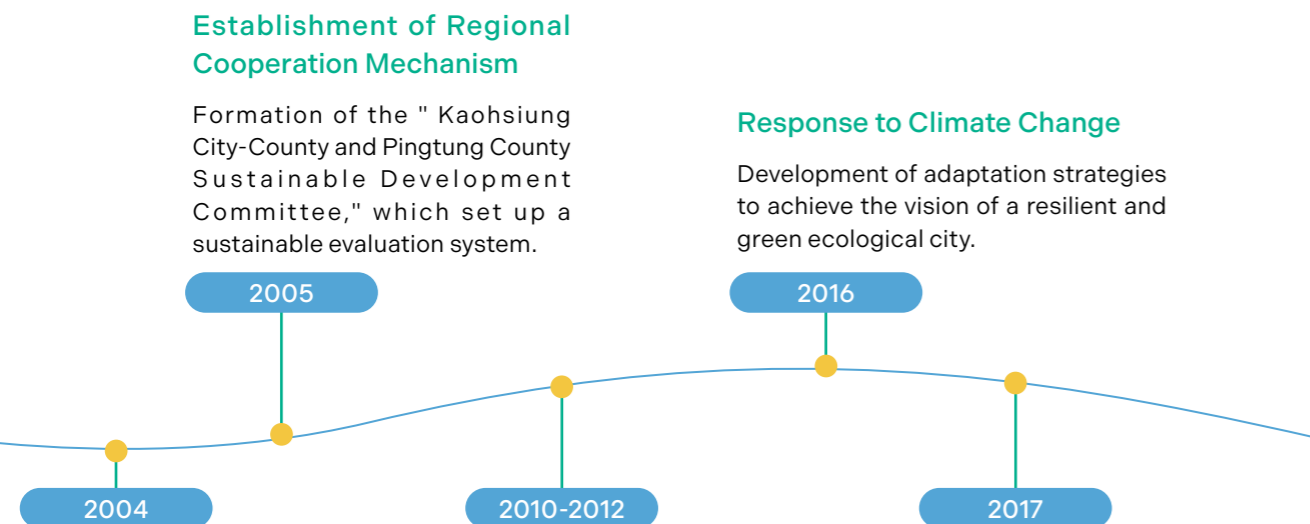 Establishment of Regional
Cooperation Mechanism
Formation of the " Kaohsiung
City-County and Pingtung County
Sustainable Development
Committee," which set up a
sustainable evaluation system.
2005
Response to Climate Change
Development of adaptation strategies
to achieve the vision of a resilient and
green ecological city.
2016
2004
2010-2012
2017